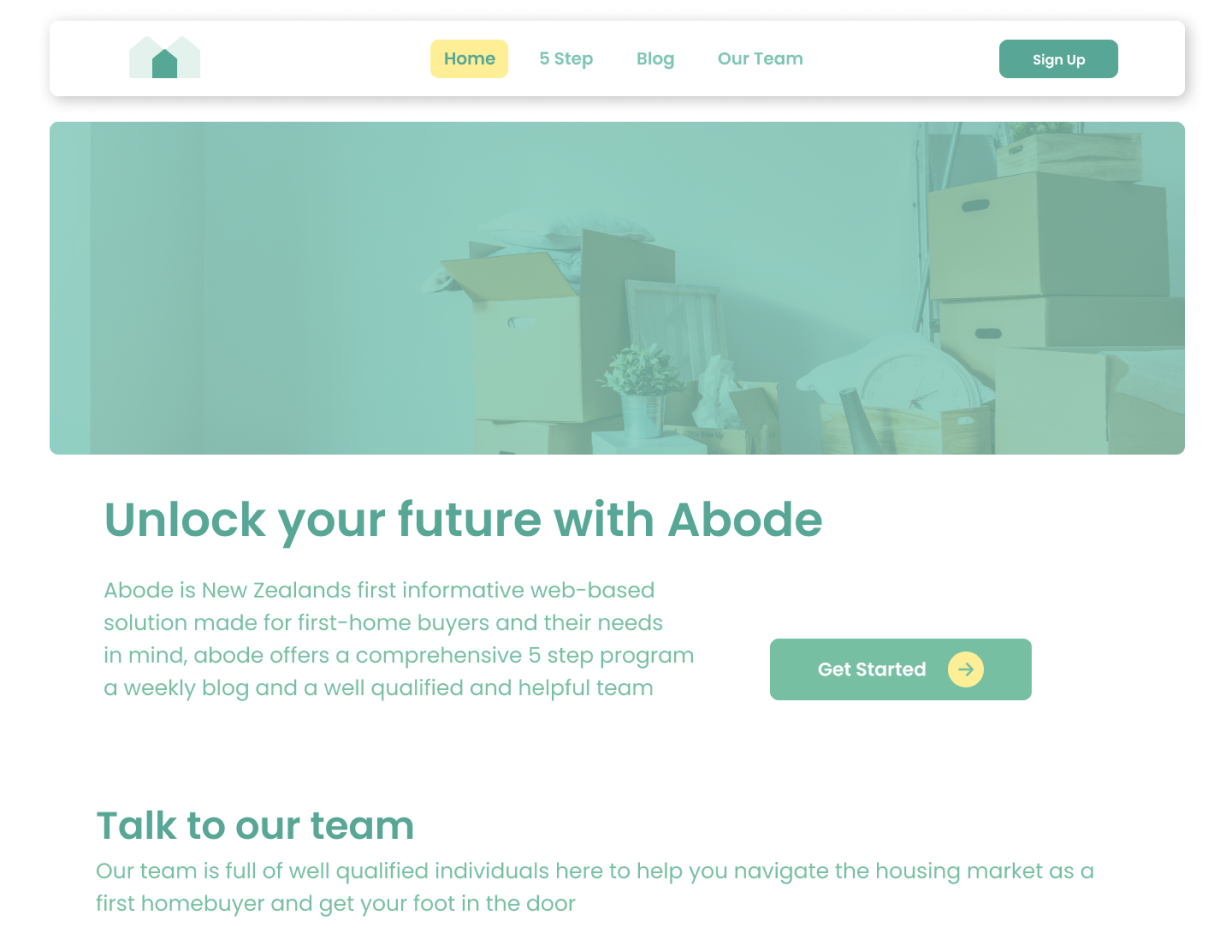 Home 5 Step Blog Our Team Sign Up
Unlock your future with Abode
Abode is New Zealands first informative web-based
solution made for first-home buyers and their needs
in mind, abode offers a comprehensive 5 step program
a weekly blog and a well qualified and helpful team
Get Started
Talk to our team
Our team is full of well qualified individuals here to help you navigate the housing market as a
first homebuyer and get your foot in the door